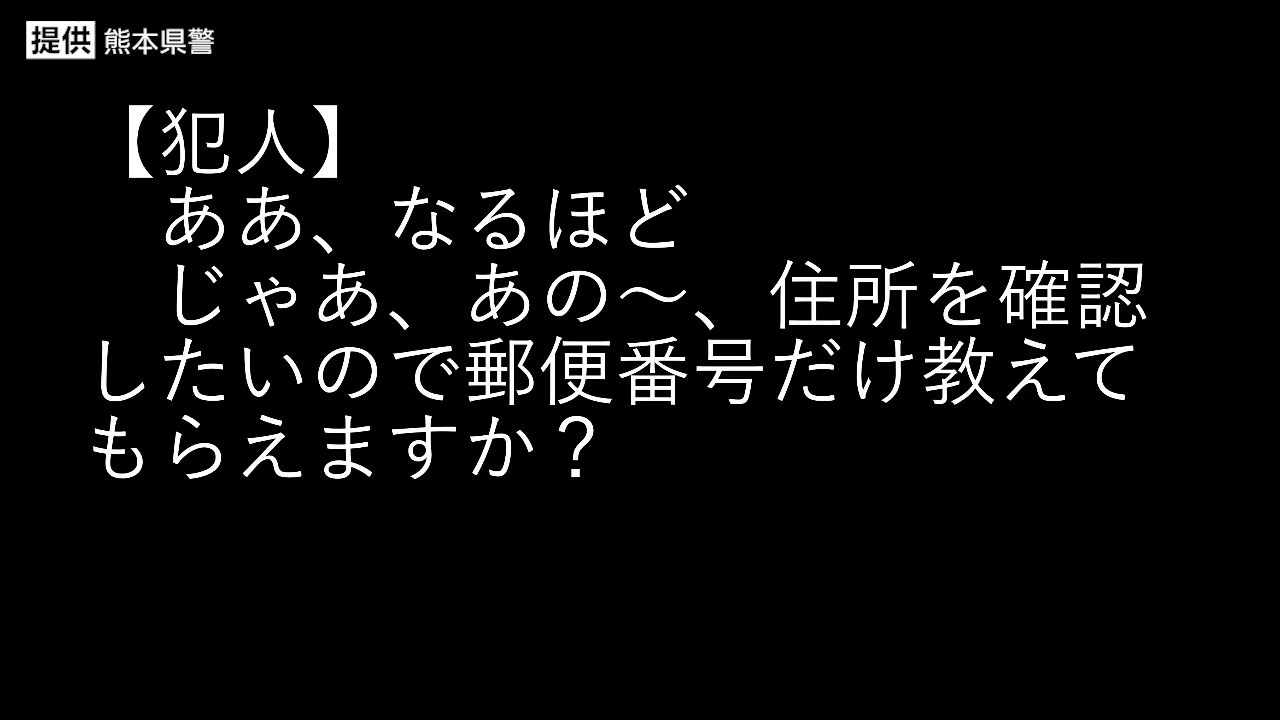 提供 熊本県警
【犯人】
ああ、なるほど
じゃあ、あの～、住所を確認
したいので郵便番号だけ教えて
もらえますか？